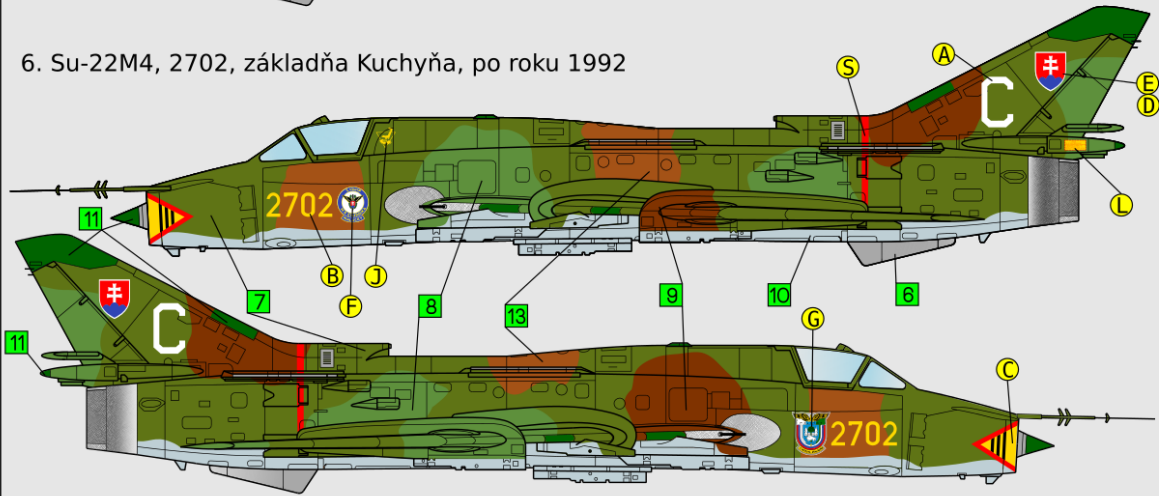 6. Su-22M4, 2702, základňa Kuchyňa, po roku 1992
A
S
C
E
D
2702
L
11
B
J
F
7
8
13
9
10
6
C
11
G
C
2702